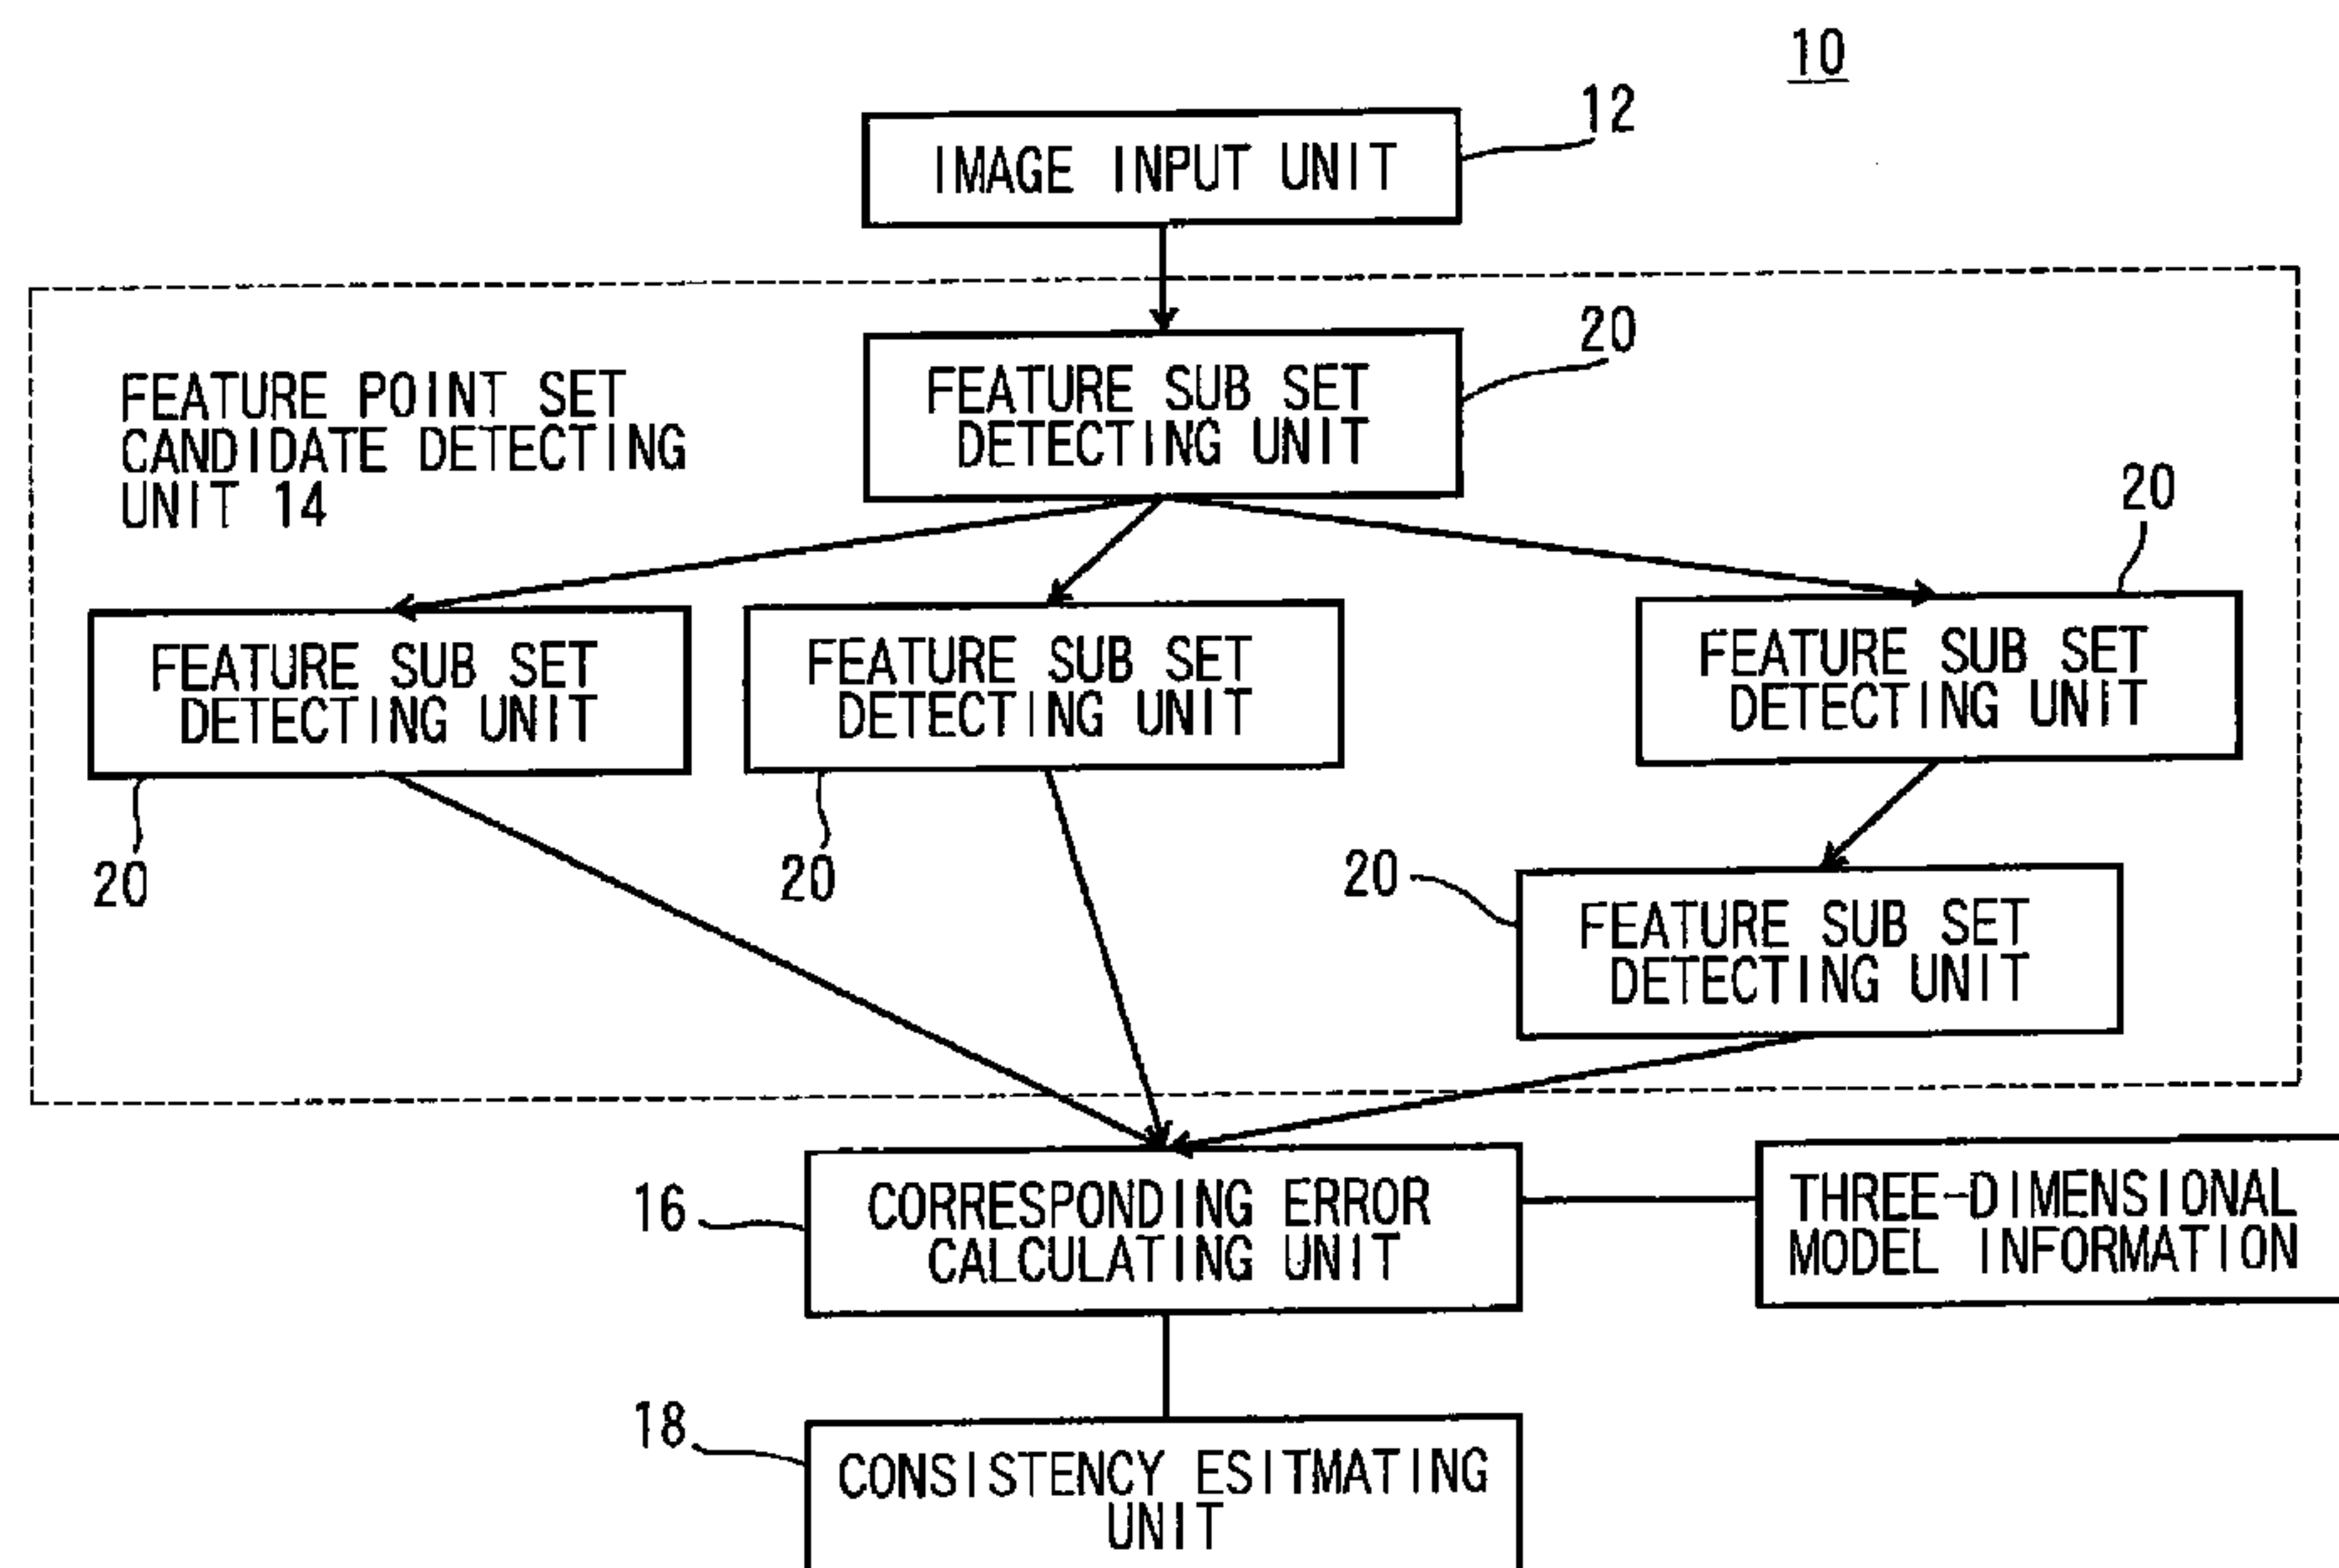 10
12
IMAGE INPUT UNIT
20
FEATURE SUB SET
DETECTING UNIT
FEATURE POINT SET
CANDIDATE DETECTING
UNIT 14
20
FEATURE SUB SET
DETECTING UNIT
20
FEATURE SUB SET
DETECTING UNIT
20
FEATURE SUB SET
DETECTING UNIT
20
FEATURE SUB SET
DETECTING UNIT
16
CORRESPONDING ERROR
CALCULATING UNIT
THREE-DIMENSIONAL
MODEL INFORMATION
18
CONSISTENCY ESITMATING
UNIT